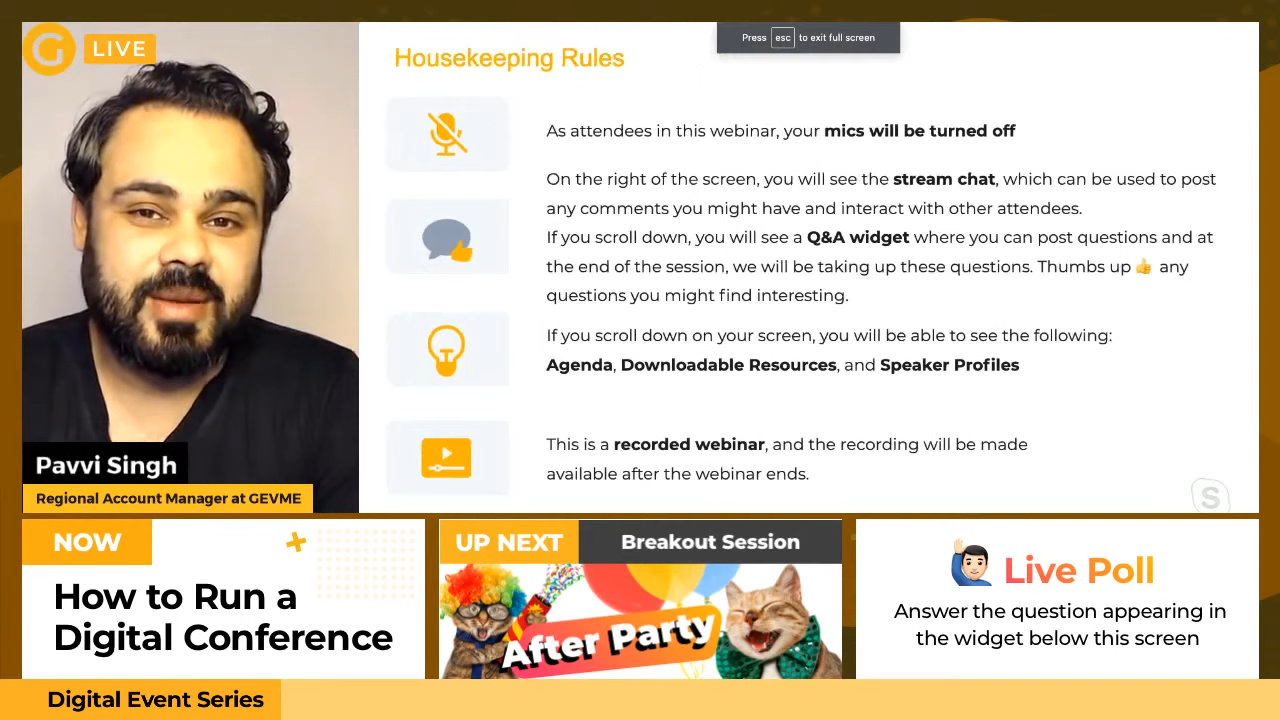 G LIVE
Housekeeping Rules
Press esc to exit full screen
As attendees in this webinar, your mics will be turned off
On the right of the screen, you will see the stream chat, which can be used to post
any comments you might have and interact with other attendees.
If you scroll down, you will see a Q&A widget where you can post questions and at
the end of the session, we will be taking up these questions. Thumbs up 👍 any
questions you might find interesting.
If you scroll down on your screen, you will be able to see the following:
Agenda, Downloadable Resources, and Speaker Profiles
This is a recorded webinar, and the recording will be made
available after the webinar ends.
S
Pavvi Singh
Regional Account Manager at GEVME
NOW
How to Run a
Digital Conference
UP NEXT Breakout Session
After Party
Live Poll
Answer the question appearing in
the widget below this screen
Digital Event Series